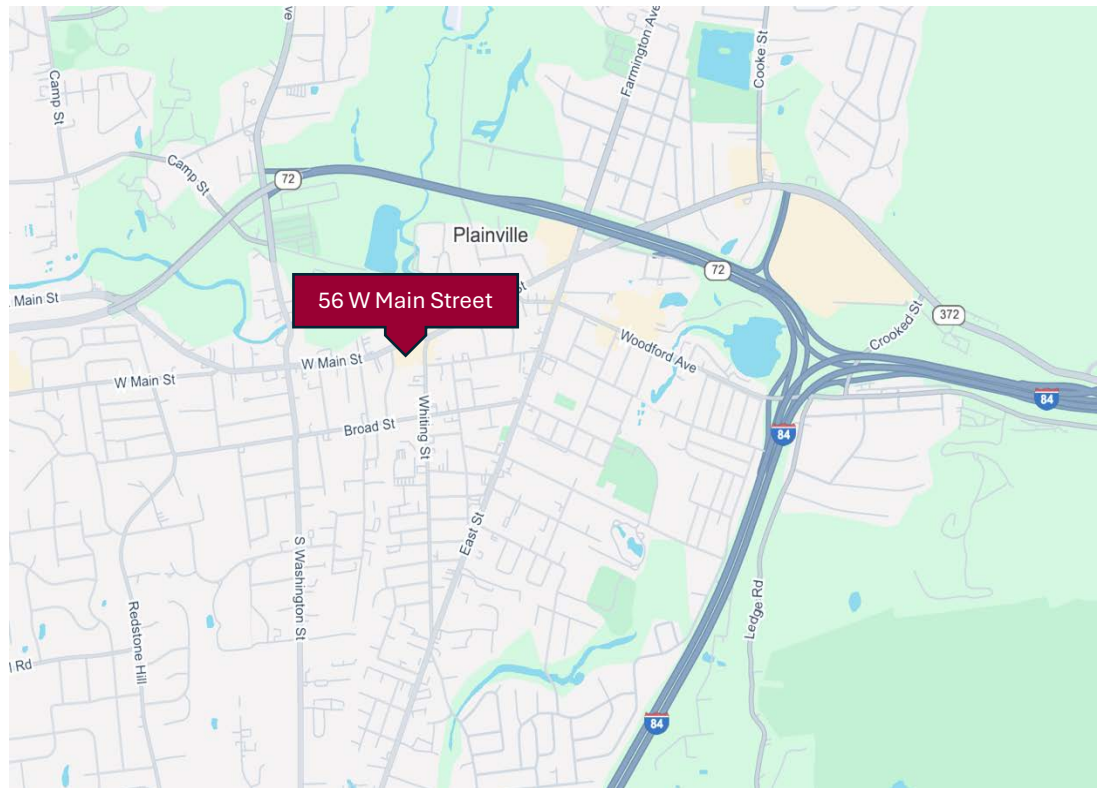 Camp St
ve
Farmington Ave
Cooke St
Camp St
72
Plainville
72
Main St
56 W Main Street
St
372
Crooked St
Woodford Ave
W Main St
W Main St
84
Whiting St
Broad St
84
East St
S Washington St
Redstone Hill
Ledge Rd
l Rd
84